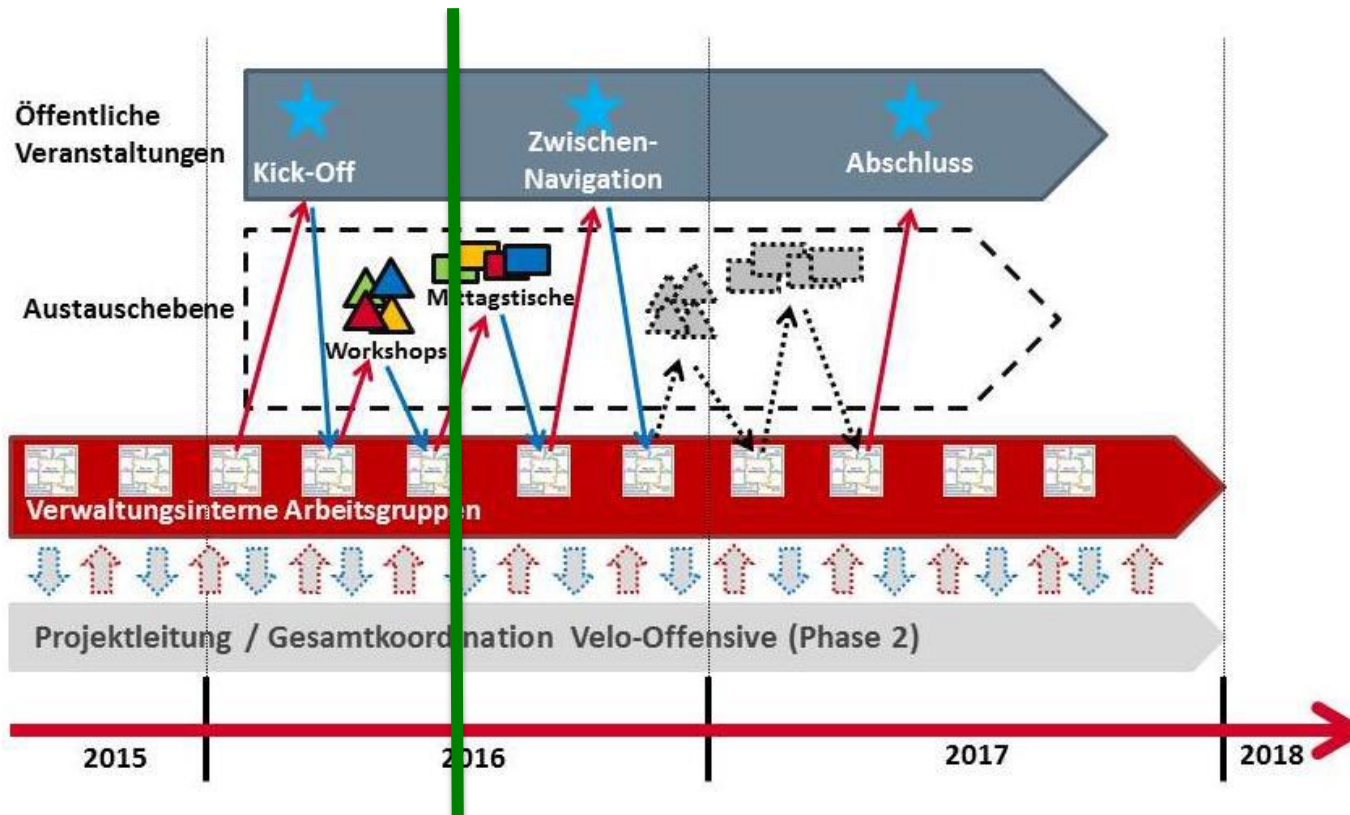 Öffentliche
Veranstaltungen
Kick-Off
Zwischen-
Navigation
Abschluss
Austauschebene
Mittagstische
Workshops
Verwaltungsinterne Arbeitsgruppen
Projektleitung / Gesamtkoordination Velo-Offensive (Phase 2)
2015
2016
2017
2018